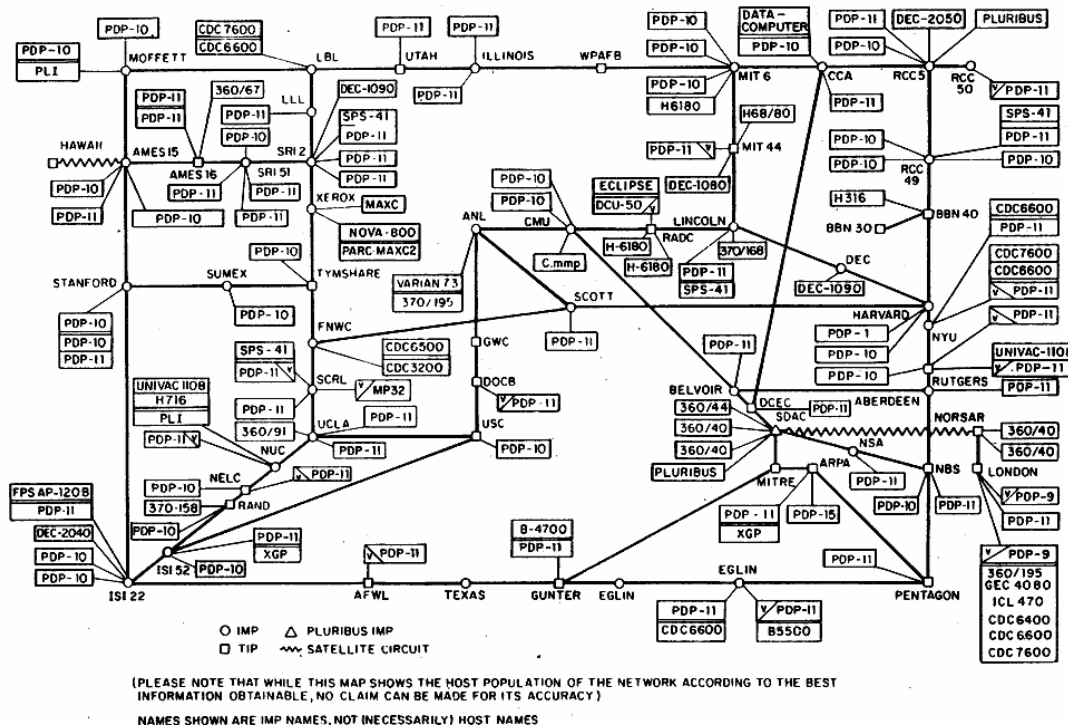 PDP-10
CDC7600
CDC6600
PDP-11
PDP-11
PDP-10
DATA-
COMPUTER
PDP-10
PDP-11
DEC-2050
PLURIBUS
PDP-10
PLI
MOFFETT
LBL
UTAH
ILLINOIS
WPAFB
PDP-10
PDP-10
MIT 6
CCA
PDP-10
RCC 5
RCC
50
PDP-11
PDP-10
H6180
PDP-11
PDP-11
LLL
PDP-11
PDP-11
360/67
PDP-11
DEC-1090
SPS-41
PDP-11
H68/80
SPS-41
PDP-11
HAWAII
PDP-11
PDP-10
SRI 2
PDP-11
PDP-11
MIT 44
PDP-10
PDP-11
AMES 15
AMES 16
SRI 51
PDP-11
DEC-1080
PDP-10
RCC
49
PDP-10
PDP-11
PDP-10
PDP-11
PDP-11
XEROX
MAXC
PDP-10
PDP-10
ECLIPSE
DCU-50
H316
BBN 40
CDC6600
PDP-11
NOVA-800
PARC-MAXC2
ANL
CMU
LINCOLN
RADC
BBN 30
CDC7600
CDC6600
PDP-11
PDP-10
TYMSHARE
C.mmp
H-6180
H-6180
370/168
PDP-11
SPS-41
DEC
DEC-1090
STANFORD
SUMEX
PDP-10
VARIAN 73
370/195
SCOTT
HARVARD
PDP-11
PDP-10
PDP-10
PDP-11
FNWC
CDC6500
CDC3200
GWC
PDP-11
PDP-1
PDP-10
NYU
SPS-41
PDP-11
PDP-11
PDP-10
UNIVAC-1108
PDP-11
UNIVAC 1108
H716
PLI
SCRL
MP32
DOCB
PDP-11
BELVOIR
RUTGERS
PDP-11
PDP-11
DCEC
PDP-11
ABERDEEN
PDP-11
360/91
UCLA
PDP-11
PDP-11
USC
PDP-10
360/44
360/40
360/40
PLURIBUS
SDAC
NORSAR
360/40
360/40
NUC
NSA
PDP-11
NBS
LONDON
NELC
PDP-11
PDP-10
MITRE
ARPA
PDP-10
PDP-11
PDP-9
PDP-11
FPS AP-120B
PDP-11
DEC-2040
PDP-10
PDP-10
370-158
RAND
PDP-10
PDP-11
XGP
B-4700
PDP-11
PDP-11
XGP
PDP-15
PDP-9
360/195
GEC 4080
ICL 470
CDC6400
CDC6600
CDC7600
ISI 52
PDP-10
PDP-11
EGLIN
PDP-11
ISI 22
AFWL
TEXAS
GUNTER
EGLIN
PENTAGON
PDP-11
CDC6600
PDP-11
B5500
IMP
PLURIBUS IMP
TIP
SATELLITE CIRCUIT
(PLEASE NOTE THAT WHILE THIS MAP SHOWS THE HOST POPULATION OF THE NETWORK ACCORDING TO THE BEST
INFORMATION OBTAINABLE, NO CLAIM CAN BE MADE FOR ITS ACCURACY)
NAMES SHOWN ARE IMP NAMES, NOT (NECESSARILY) HOST NAMES